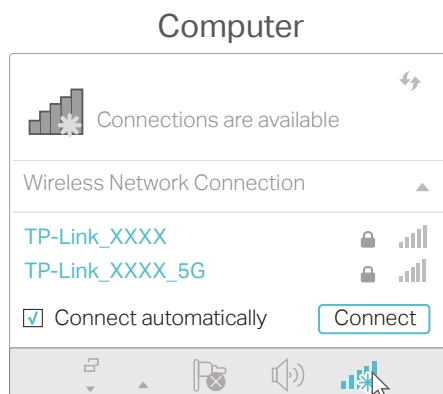 Computer
Connections are available
Wireless Network Connection
TP-Link_XXXX
TP-Link_XXXX_5G
Connect automatically
Connect